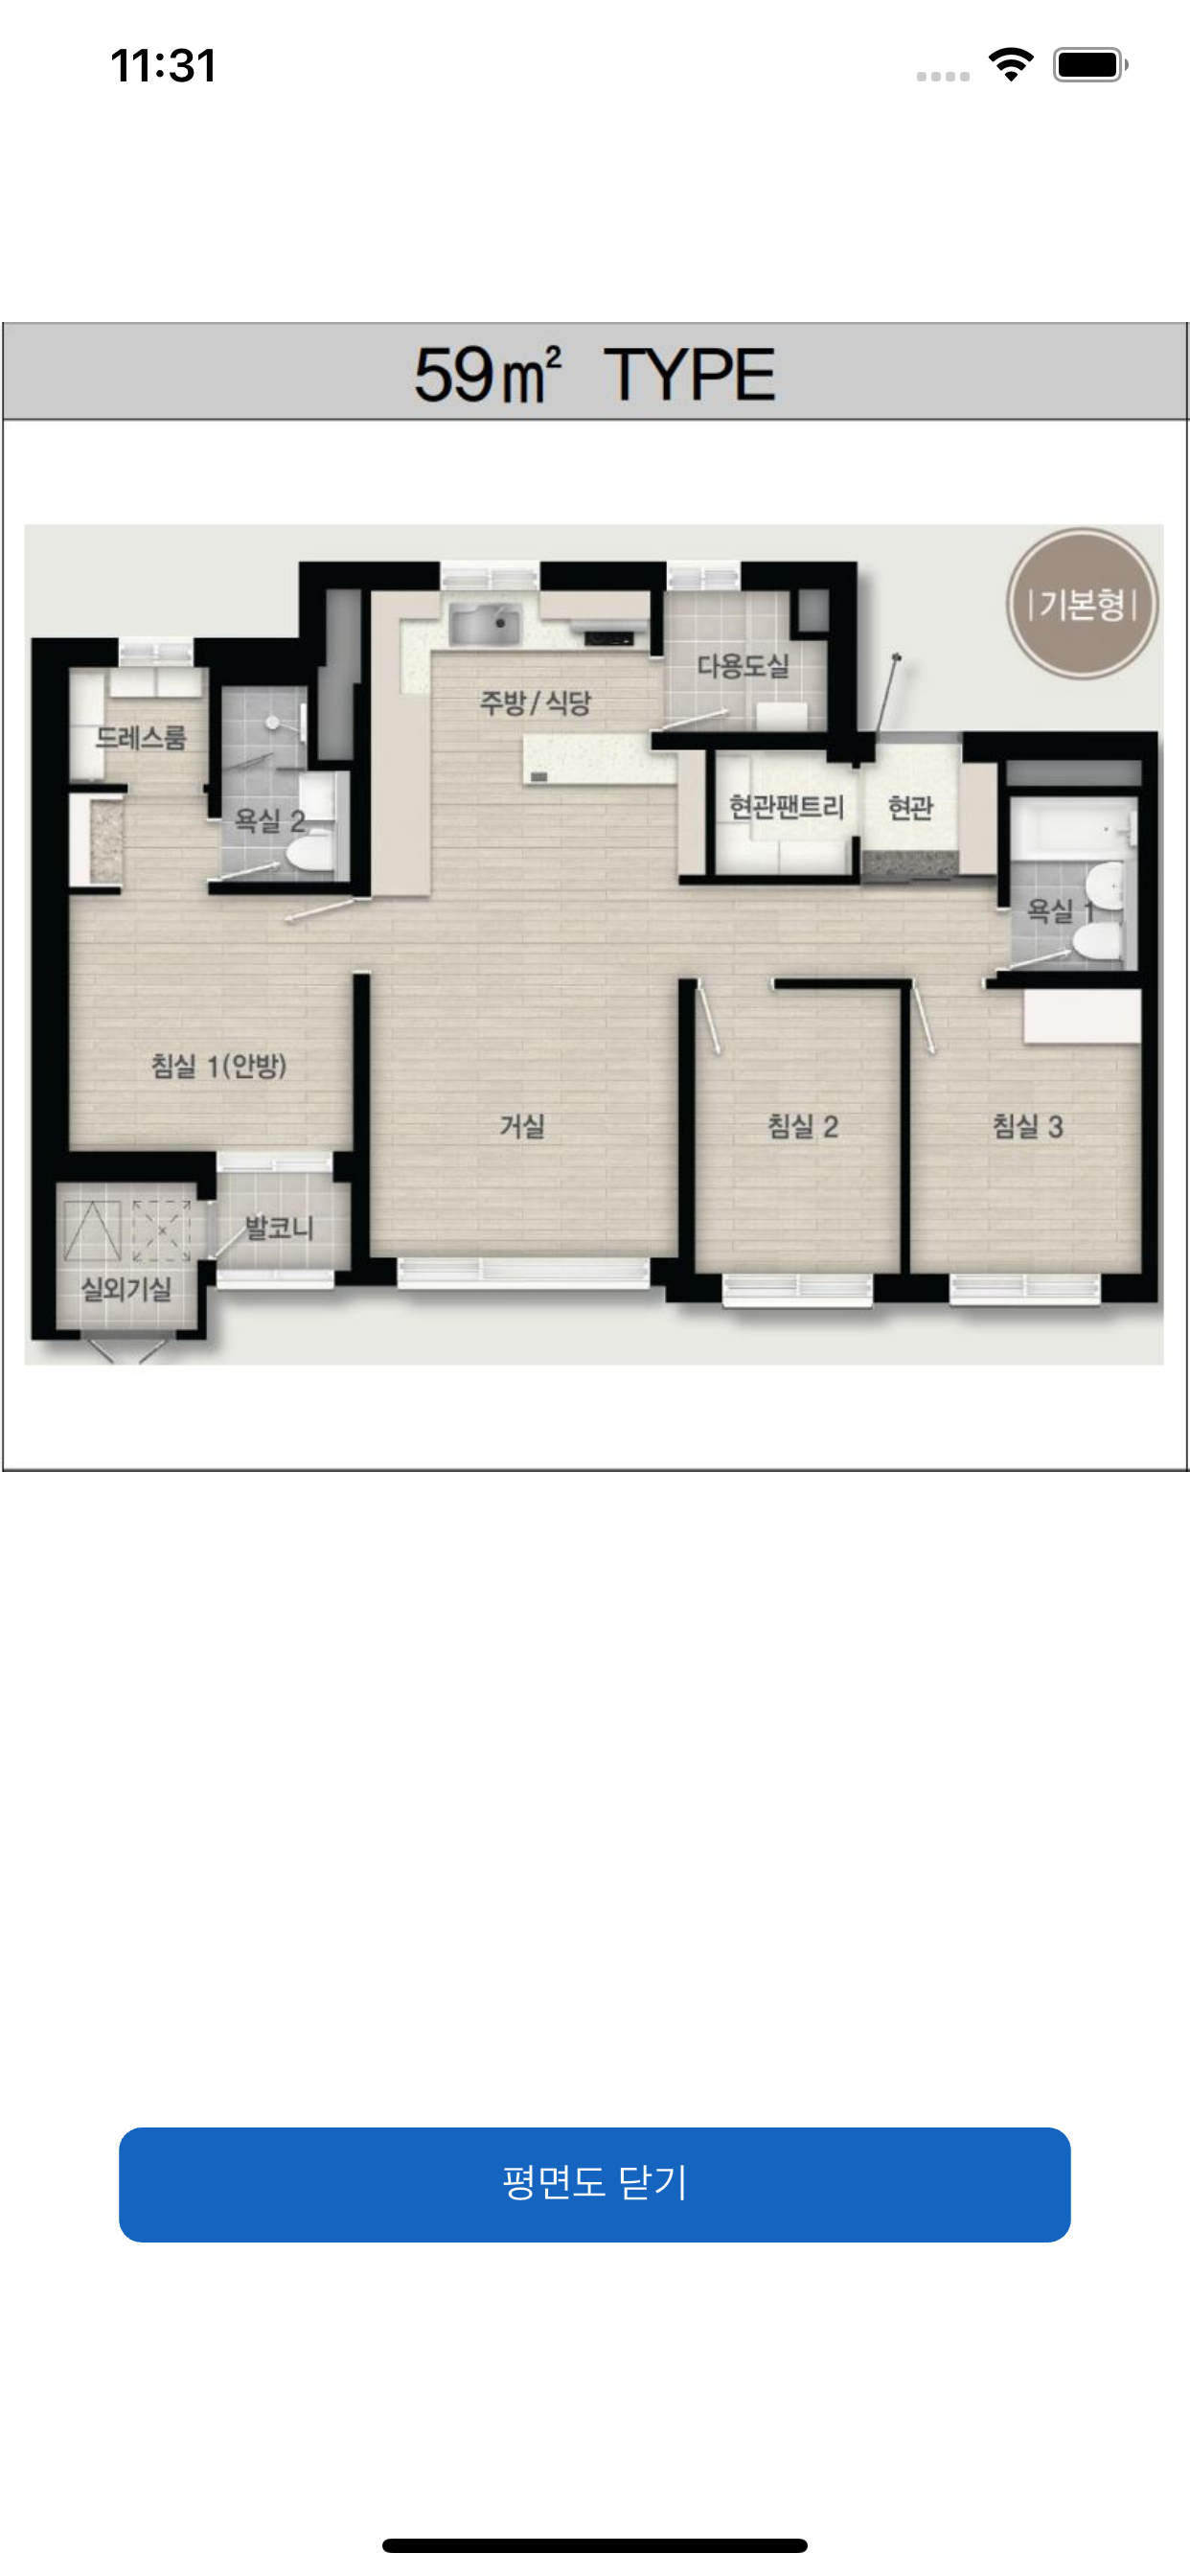 11:31
59㎡ TYPE
|기본형|
다용도실
주방 / 식당
드레스룸
현관팬트리
현관
욕실 2
욕실 1
침실 1(안방)
거실
침실 2
침실 3
발코니
실외기실
평면도 닫기